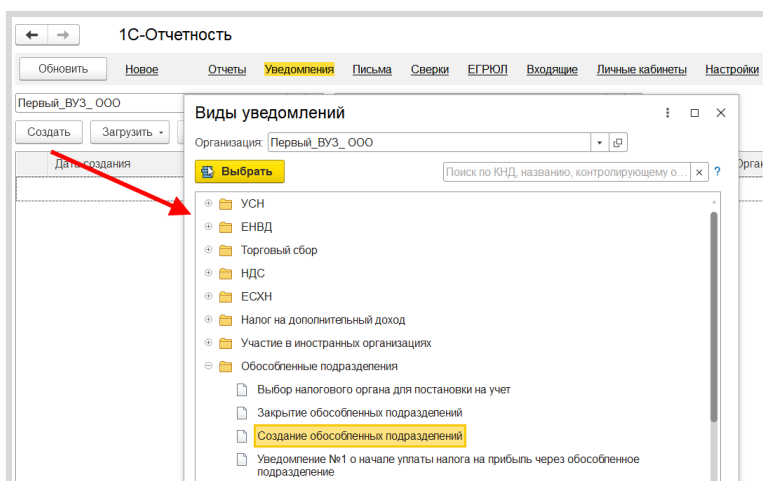 1С-Отчетность
Обновить Новое Отчеты Уведомления Письма Сверки ЕГРЮЛ Входящие Личные кабинеты Настройки
Первый_ВУЗ_ ООО
Создать Загрузить
Дата создания
Виды уведомлений
Организация: Первый_ВУЗ_ ООО
Выбрать Поиск по КНД, названию, контролирующему о... × ?
УСН
ЕНВД
Торговый сбор
НДС
ЕСХН
Налог на дополнительный доход
Участие в иностранных организациях
Обособленные подразделения
Выбор налогового органа для постановки на учет
Закрытие обособленных подразделений
Создание обособленных подразделений
Уведомление №1 о начале уплаты налога на прибыль через обособленное
подразделение